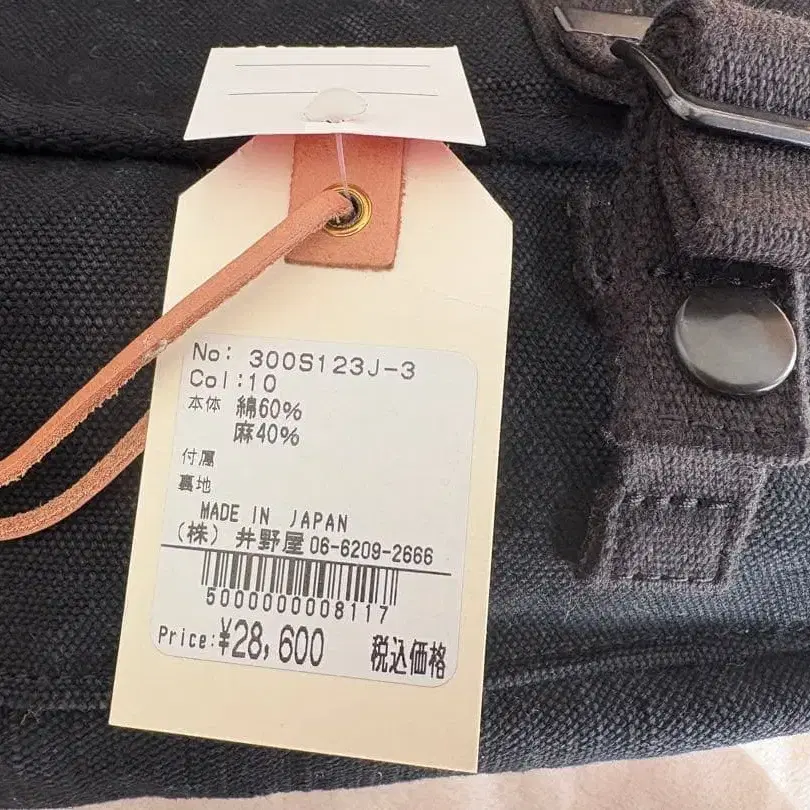 No: 300S123J-3
Col:10
本体 綿60%
麻40%
付属
裏地
MADE IN JAPAN
(株) 井野屋 06-6209-2666
5000000008117
Price:¥28,600 税込価格